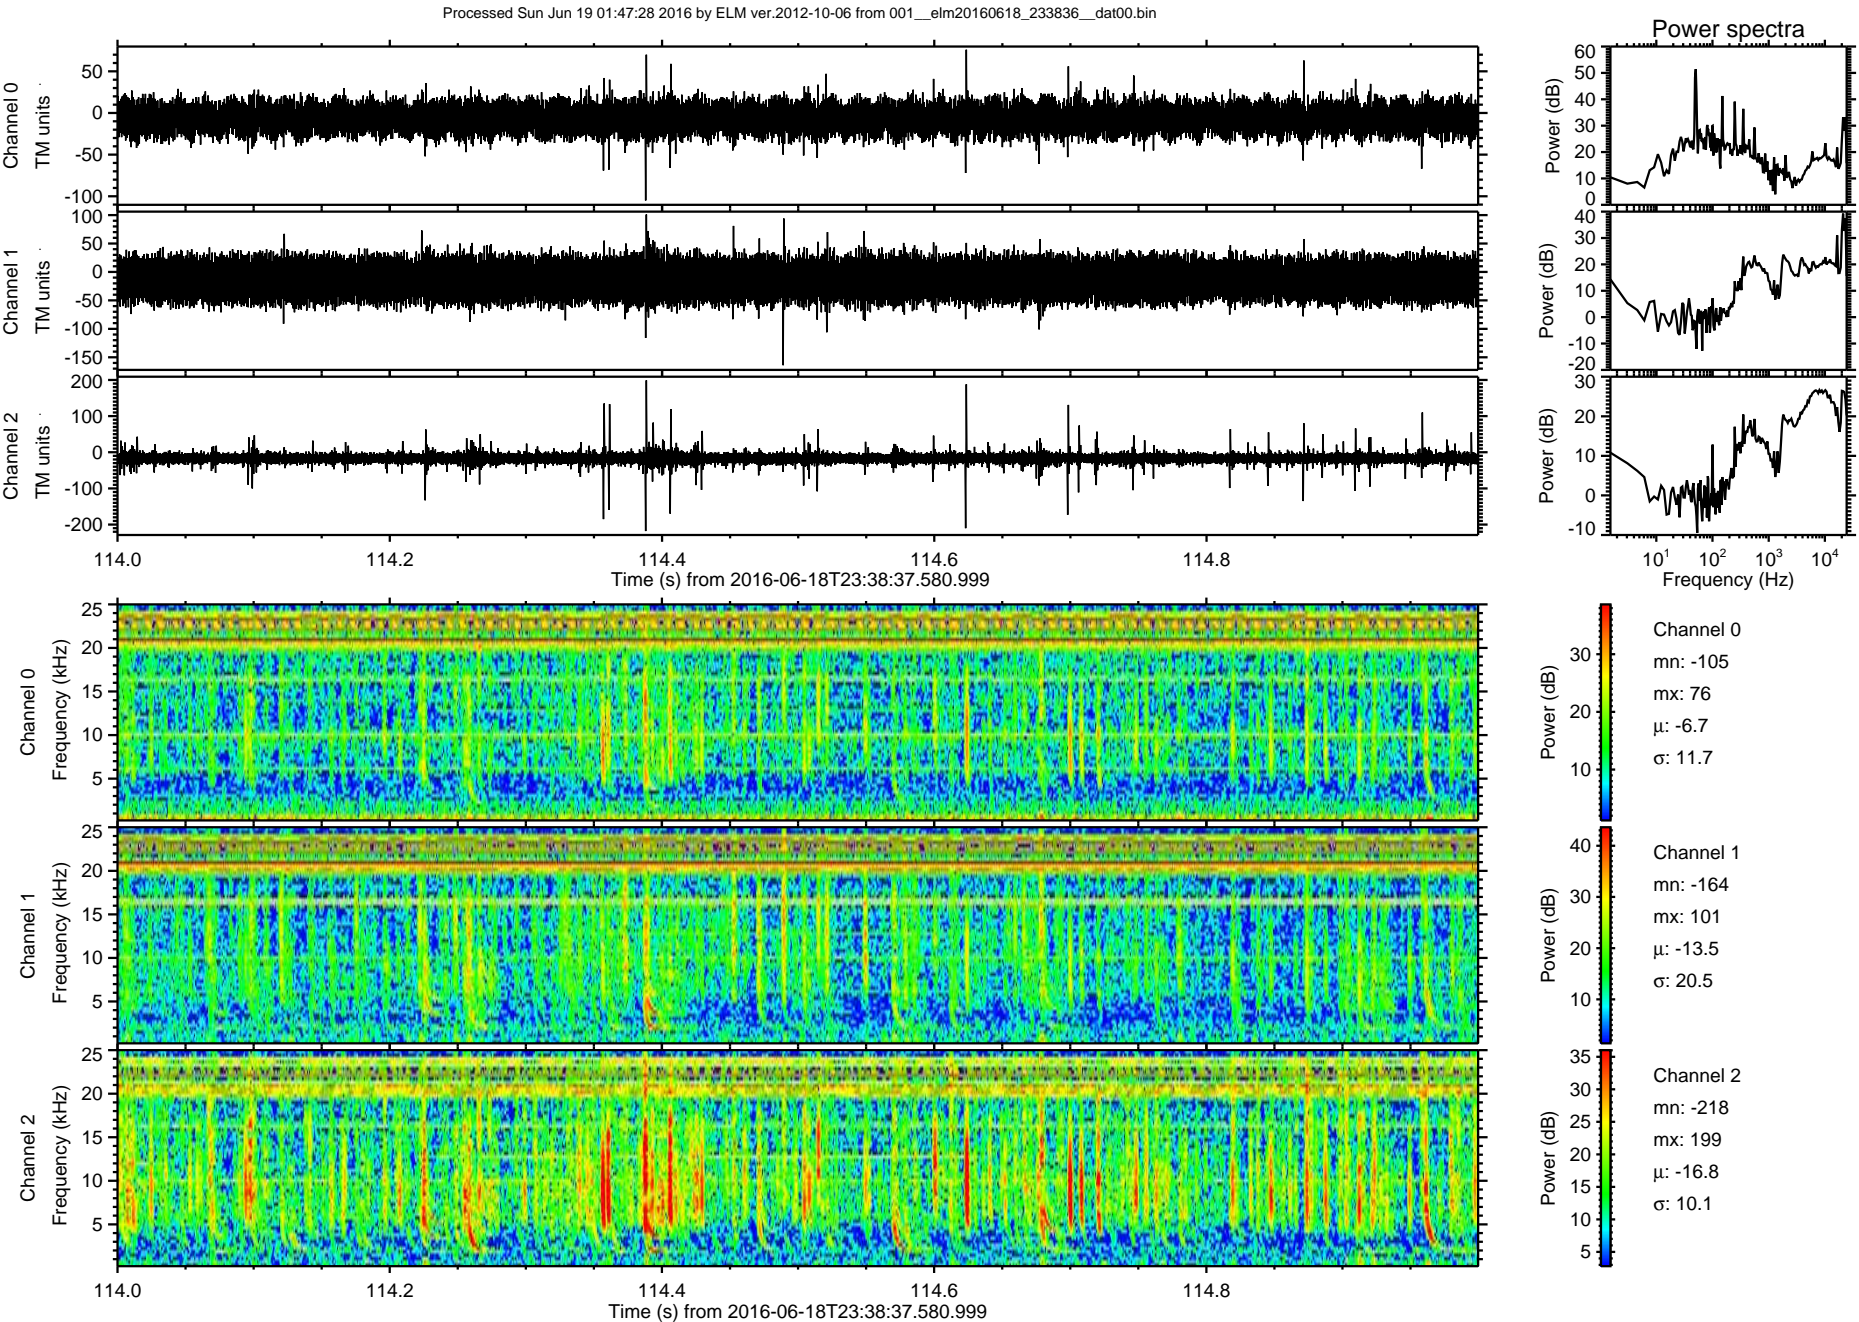 Processed Sun Jun 19 01:47:28 2016 by ELM ver.2012-10-06 from 001__elm20160618_233836__dat00.bin
Power spectra
Channel 0
TM units
50
0
-50
-100
Power (dB)
60
50
40
30
20
10
0
Channel 1
TM units
100
50
0
-50
-100
-150
Power (dB)
40
30
20
10
0
-10
-20
Channel 2
TM units
200
100
0
-100
-200
Power (dB)
30
20
10
0
-10
114.0 114.2 114.4 114.6 114.8
Time (s) from 2016-06-18T23:38:37.580.999
10^1 10^2 10^3 10^4
Frequency (Hz)
Channel 0
Frequency (kHz)
25
20
15
10
5
Power (dB)
30
20
10
Channel 0
mn: -105
mx: 76
μ: -6.7
σ: 11.7
Channel 1
Frequency (kHz)
25
20
15
10
5
Power (dB)
40
30
20
10
Channel 1
mn: -164
mx: 101
μ: -13.5
σ: 20.5
Channel 2
Frequency (kHz)
25
20
15
10
5
Power (dB)
35
30
25
20
15
10
5
Channel 2
mn: -218
mx: 199
μ: -16.8
σ: 10.1
114.0 114.2 114.4 114.6 114.8
Time (s) from 2016-06-18T23:38:37.580.999